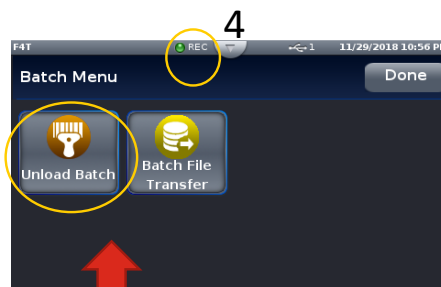 4
F4T REC 1 11/29/2018 10:56 P
Batch Menu Done
Unload Batch Batch File
Transfer